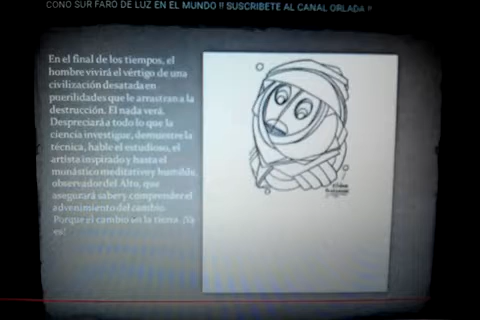 CONO SUR FARO DE LUZ EN EL MUNDO !! SUSCRIBETE AL CANAL ORLADA !!
En el final de los tiempos, el
hombre vivirá el vértigo de una
civilización desatada en
puerilidades que le arrastran a la
destrucción. El nada verá.
Despreciará a todo lo que la
ciencia investigue, demuestre la
técnica, hable el estudioso, el
artista inspirado y hasta el
monástico meditativo y humilde,
observador del Alto, que
asegurará saber y comprender el
advenimiento del cambio.
Porque el cambio en la tierra. ¡Ya
es!